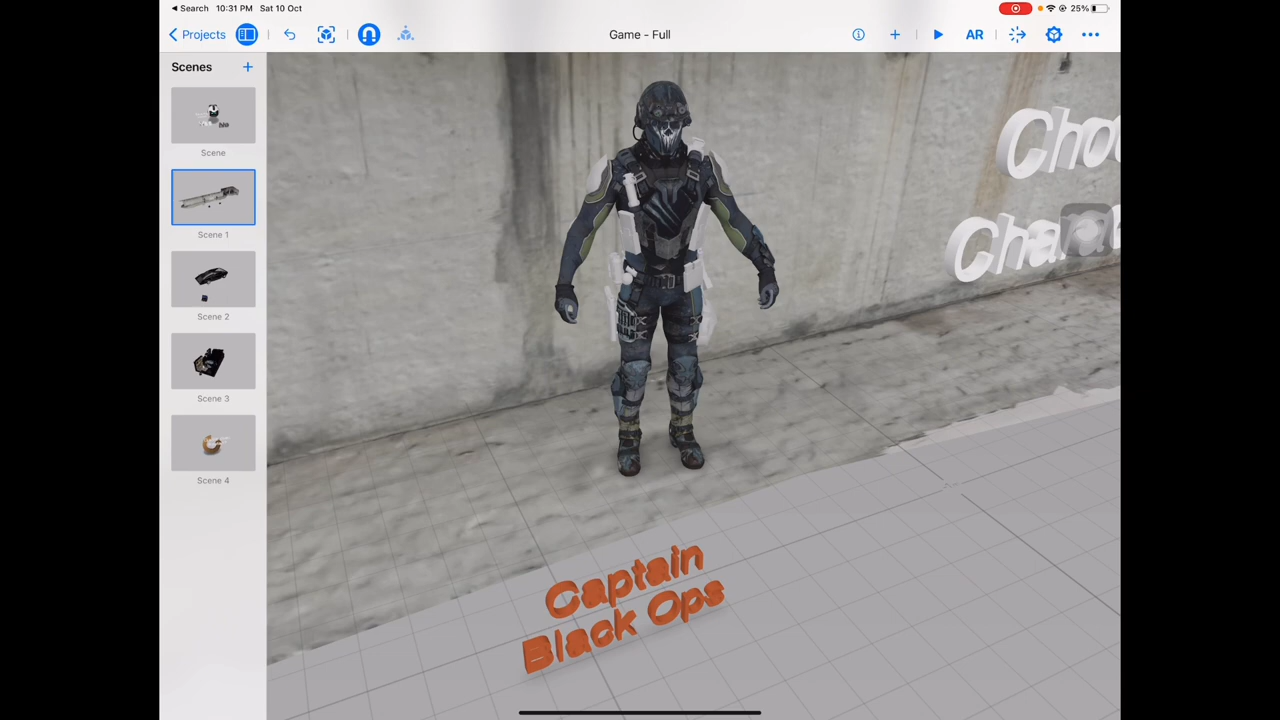 Search 10:31 PM Sat 10 Oct 25%
Projects
Game - Full
AR
Scenes
Scene
Scene 1
Scene 2
Scene 3
Scene 4
Captain
Black Ops